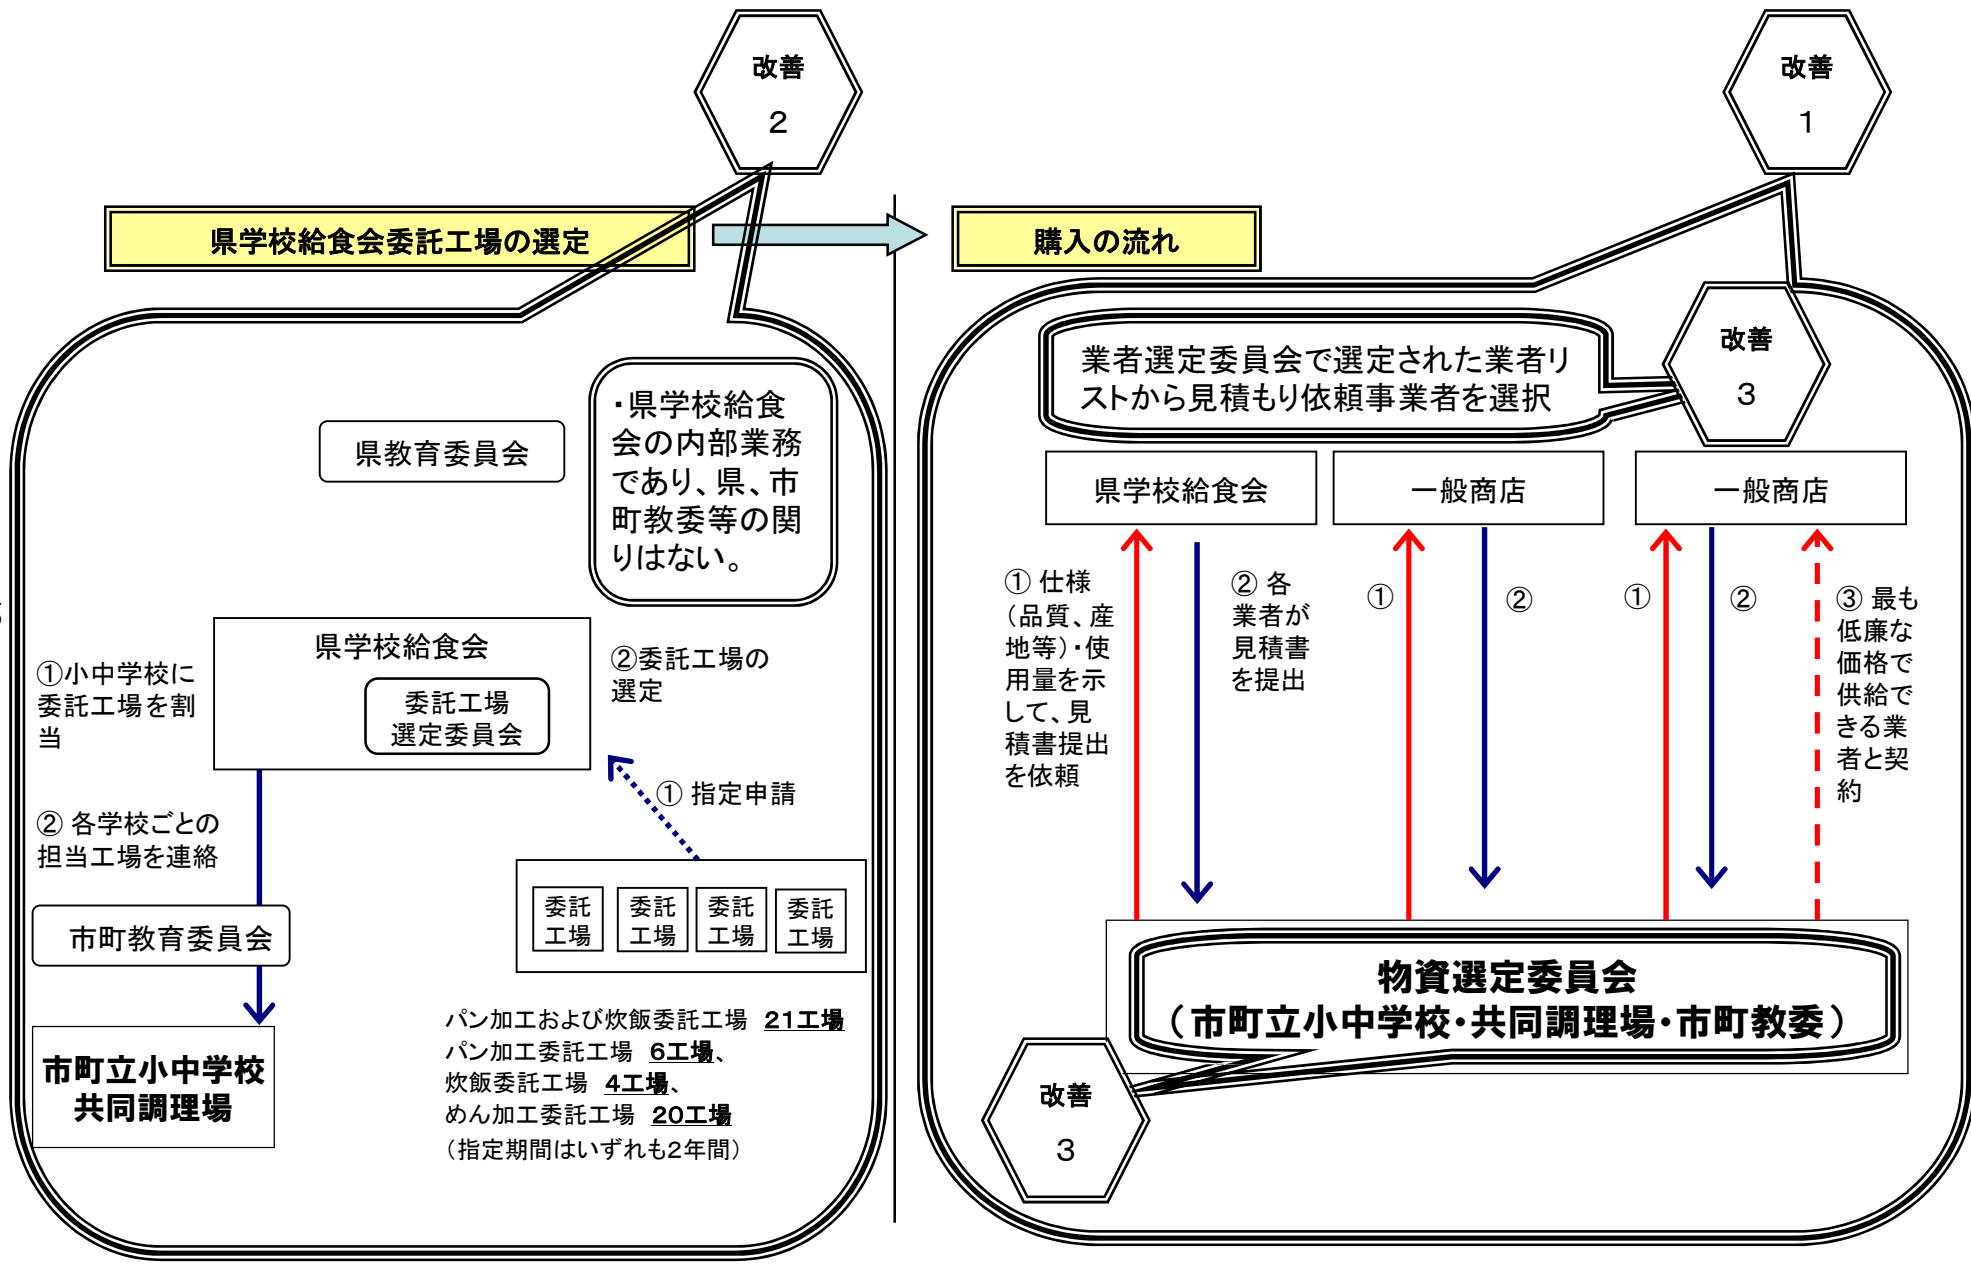 改善
2
改善
1
県学校給食会委託工場の選定
購入の流れ
業者選定委員会で選定された業者リ
ストから見積もり依頼事業者を選択
改善
3
・県学校給食
会の内部業務
であり、県、市
町教委等の関
りはない。
県教育委員会
県学校給食会
委託工場
選定委員会
①小中学校に
委託工場を割
当
②委託工場の
選定
① 指定申請
② 各学校ごとの
担当工場を連絡
市町教育委員会
委託
工場
委託
工場
委託
工場
委託
工場
市町立小中学校
共同調理場
パン加工および炊飯委託工場 21工場
パン加工委託工場 6工場、
炊飯委託工場 4工場、
めん加工委託工場 20工場
（指定期間はいずれも2年間）
県学校給食会
一般商店
一般商店
① 仕様
（品質、産
地等）・使
用量を示
して、見
積書提出
を依頼
② 各
業者が
見積書
を提出
①
②
①
②
③ 最も
低廉な
価格で
供給で
きる業
者と契
約
物資選定委員会
（市町立小中学校・共同調理場・市町教委）
改善
3